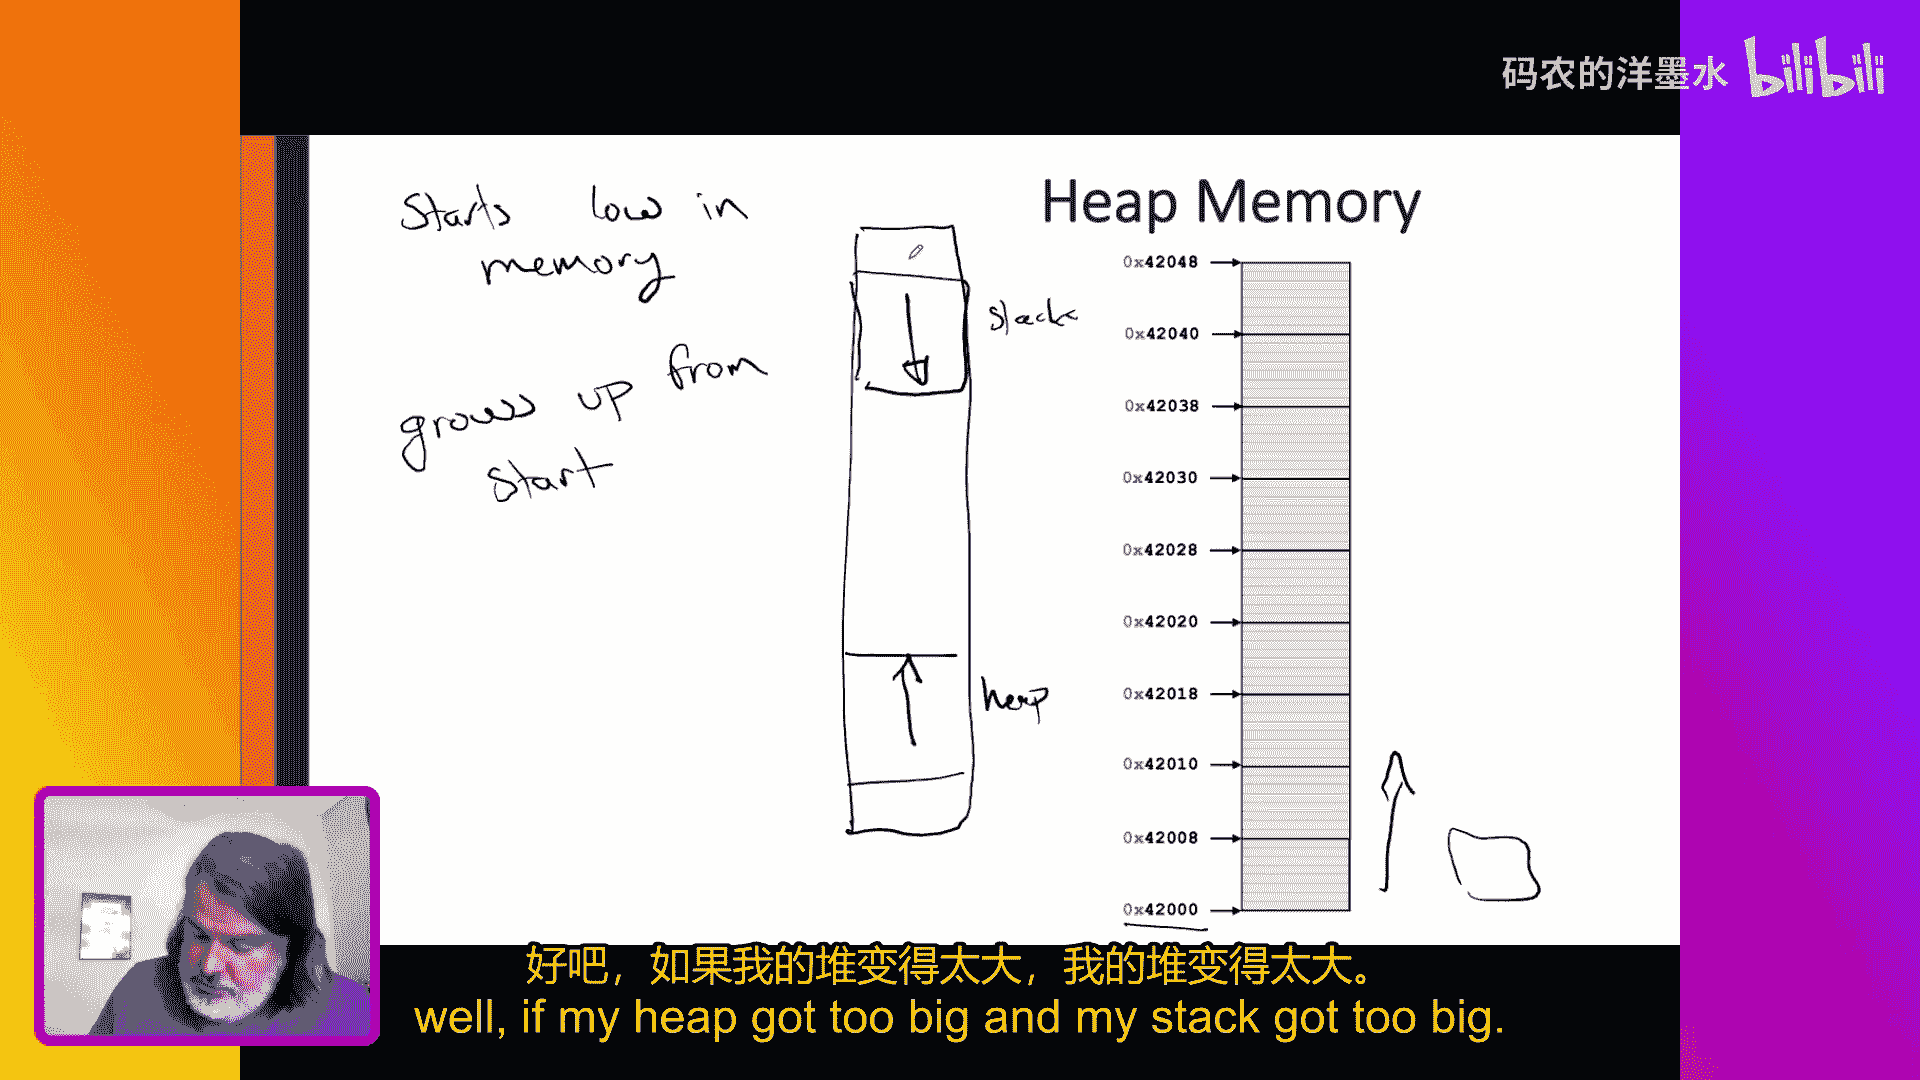 码农的洋墨水 bilibili
Starts low in
memory
grows up from
start
stack
heap
Heap Memory
0x42048
0x42040
0x42038
0x42030
0x42028
0x42020
0x42018
0x42010
0x42008
0x42000
好吧，如果我的堆变得太大，我的堆变得太大。
well, if my heap got too big and my stack got too big.